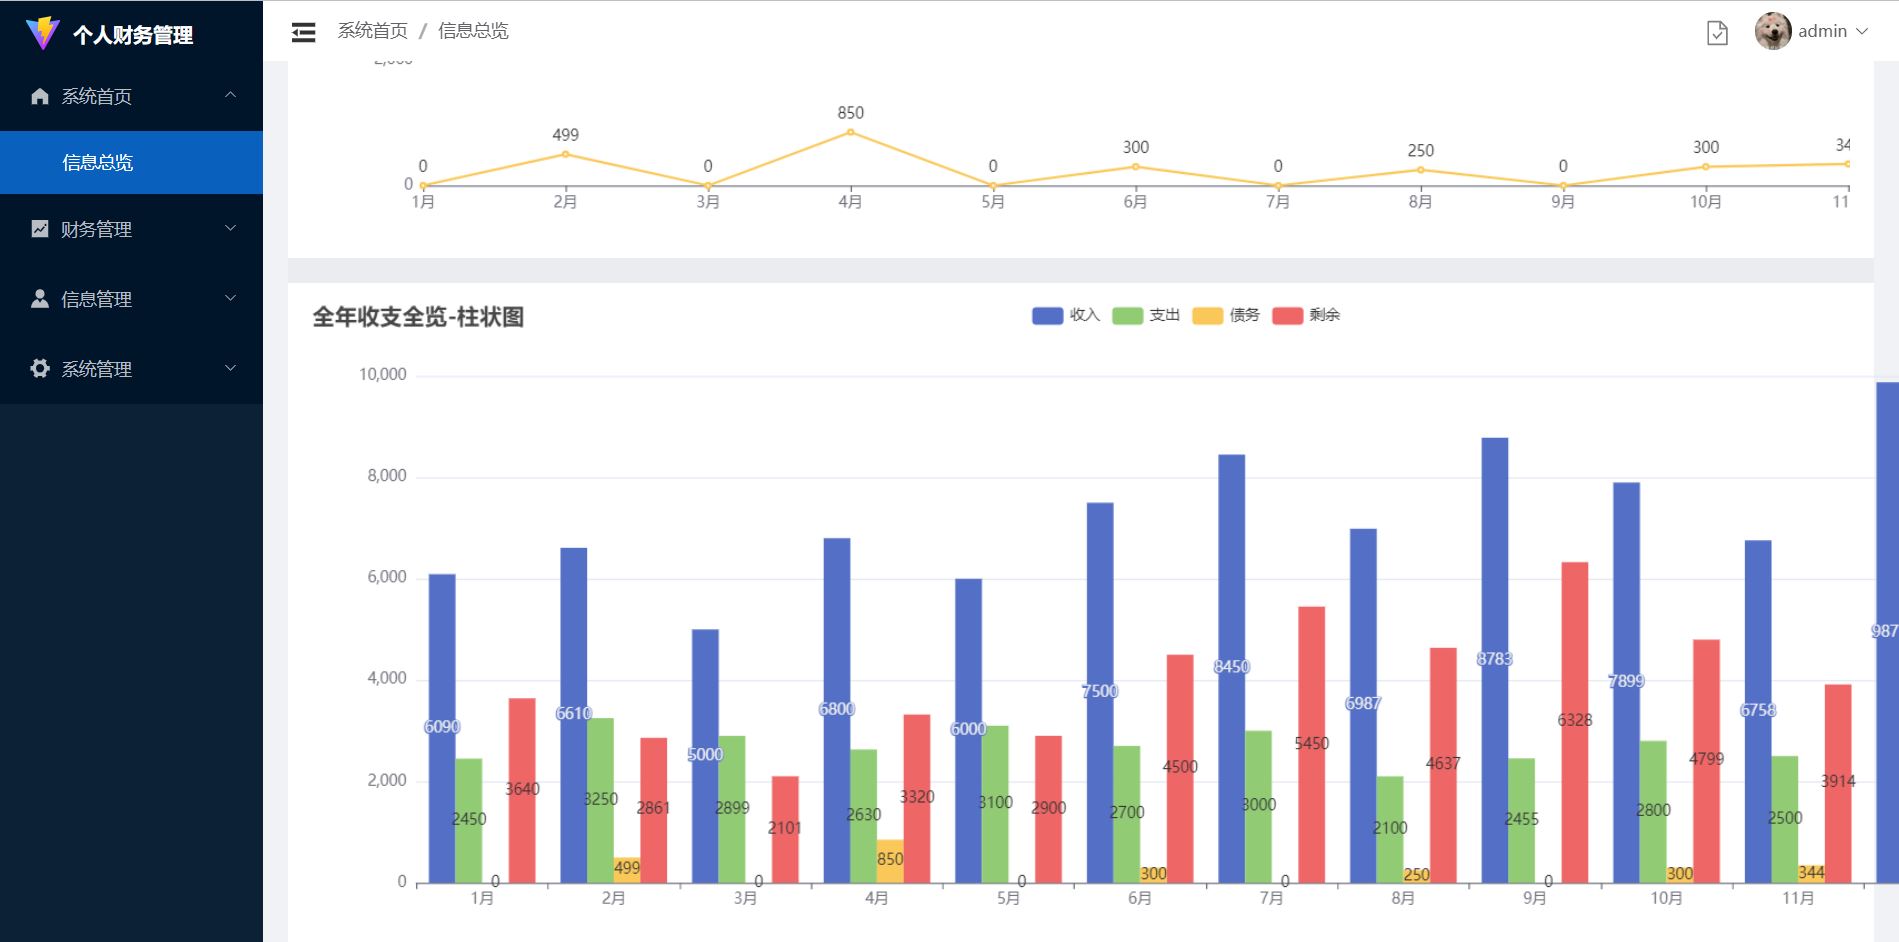 个人财务管理
系统首页 / 信息总览
admin
系统首页
信息总览
财务管理
信息管理
系统管理
0 499 0 850 0 300 0 250 0 300 34
0
1月 2月 3月 4月 5月 6月 7月 8月 9月 10月 11
全年收支全览-柱状图
收入 支出 债务 剩余
10,000
8,000
6,000
4,000
2,000
0
6090 2450 0 3640
6610 3250 499 2861
5000 2899 0 2101
6800 2630 850 3320
6000 3100 0 2900
7500 2700 300 4500
8450 3000 0 5450
6987 2100 250 4637
8783 2455 0 6328
7899 2800 300 4799
6758 2500 344 3914
987
1月 2月 3月 4月 5月 6月 7月 8月 9月 10月 11月